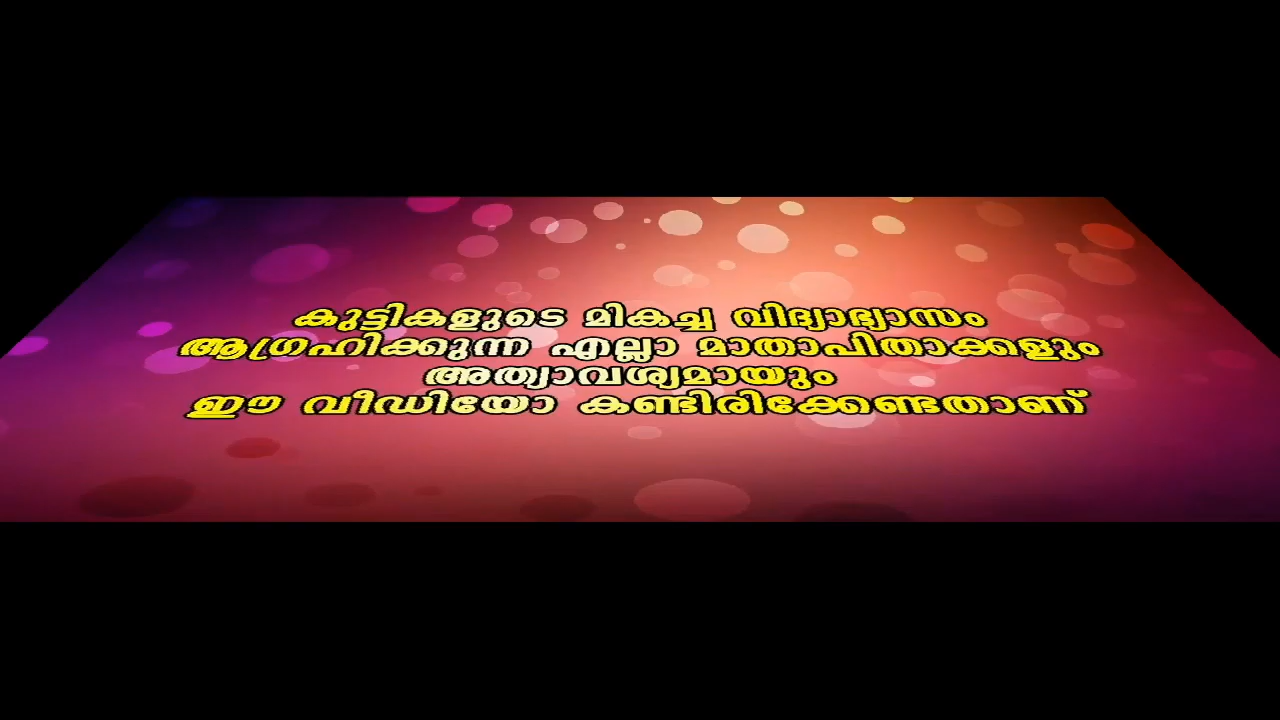 കുട്ടികളുടെ മികച്ച വിദ്യാഭ്യാസം
ആഗ്രഹിക്കുന്ന എല്ലാ മാതാപിതാക്കളും
അത്യാവശ്യമായും
ഈ വീഡിയോ കണ്ടിരിക്കേണ്ടതാണ്